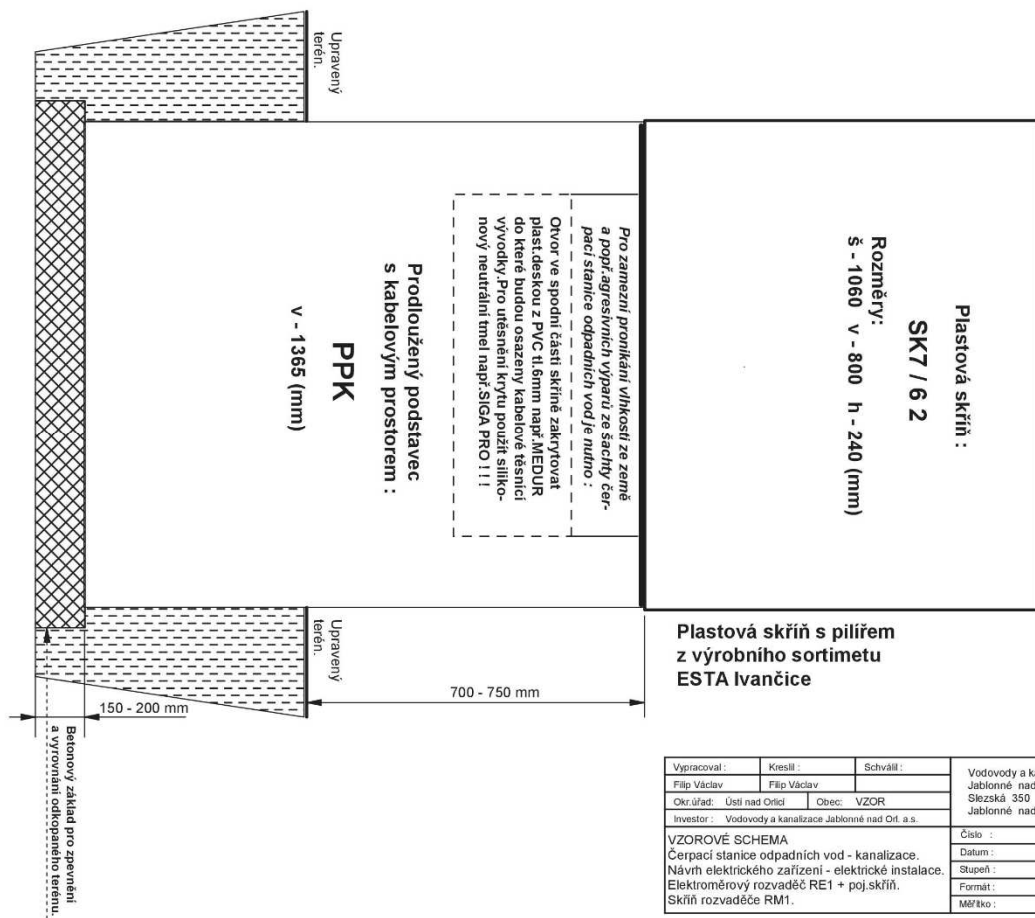 Plastová skříň :
SK7 / 6 2
Rozměry:
š - 1060 v - 800 h - 240 (mm)
Pro zamezní pronikání vlhkosti ze země
a popř.agresivních výparů ze šachty čer-
pací stanice odpadních vod je nutno :
Otvor ve spodní části skříně zakrytovat
plast.deskou z PVC tl.6mm např.MEDUR
do které budou osazeny kabelové těsnící
vývodky.Pro utěsnění krytu použít siliko-
nový neutrální tmel např.SIGA PRO ! ! !
Prodloužený podstavec
s kabelovým prostorem :
PPK
v - 1365 (mm)
Upravený
terén.
Upravený
terén.
Plastová skříň s pilířem
z výrobního sortimetu
ESTA Ivančice
700 - 750 mm
150 - 200 mm
Betonový základ pro zpevnění
a vyrovnání odkopaného terénu.
Vypracoval : Kreslil : Schválil :
Filip Václav Filip Václav
Okr.úřad: Ústí nad Orlicí Obec: VZOR
Investor : Vodovody a kanalizace Jablonné nad Orl. a.s.
VZOROVÉ SCHEMA
Čerpací stanice odpadních vod - kanalizace.
Návrh elektrického zařízení - elektrické instalace.
Elektroměrový rozvaděč RE1 + poj.skříň.
Skříň rozvaděče RM1.
Vodovody a ka
Jablonné nad
Slezská 350
Jablonné nad
Číslo :
Datum :
Stupeň :
Formát :
Měřítko :